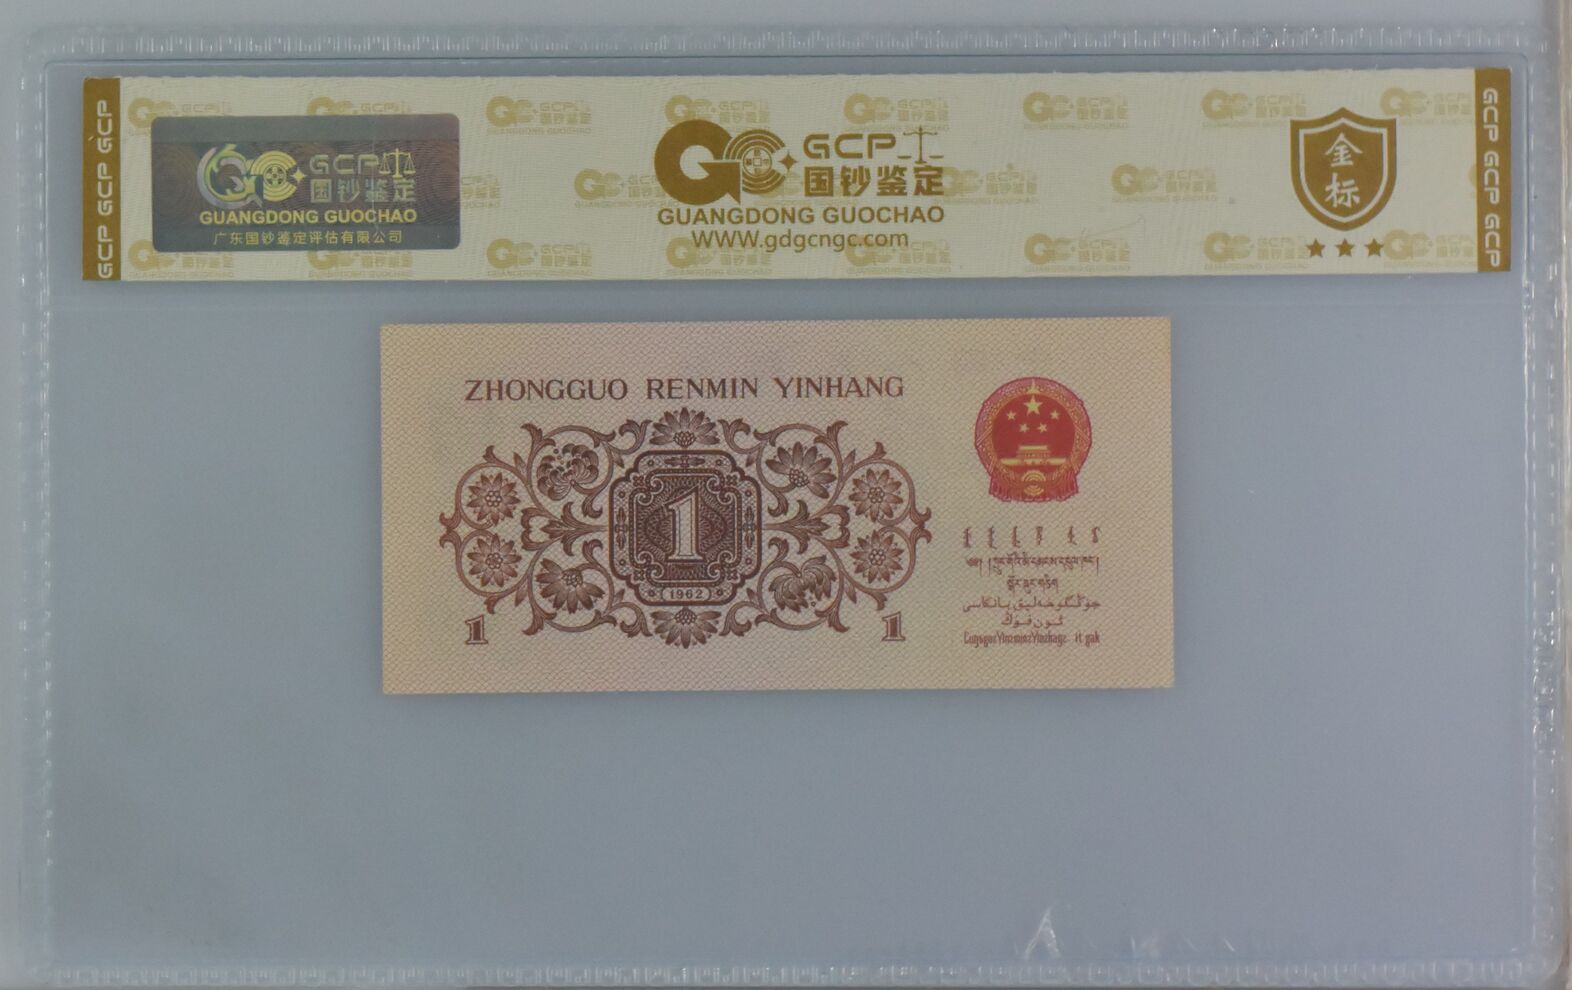 GCP GCP GCP
GCP
国钞鉴定
GUANGDONG GUOCHAO
广东国钞鉴定评估有限公司
GCP
国钞鉴定
GUANGDONG GUOCHAO
WWW.gdgcngc.com
金
标
GCP GCP GCP
ZHONGGUO RENMIN YINHANG
1
1962
1
1